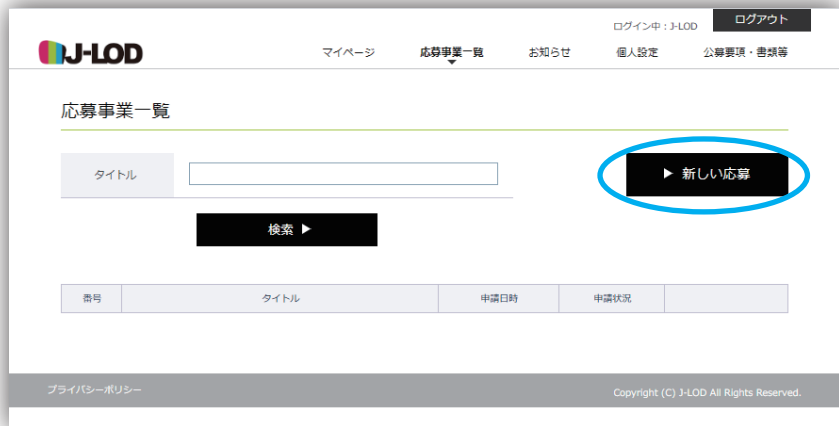 ログイン中：J-LOD ログアウト
J-LOD
マイページ 応募事業一覧 お知らせ 個人設定 公募要項・書類等
応募事業一覧
タイトル
▶ 新しい応募
検索 ▶
番号 タイトル 申請日時 申請状況
プライバシーポリシー Copyright (C) J-LOD All Rights Reserved.